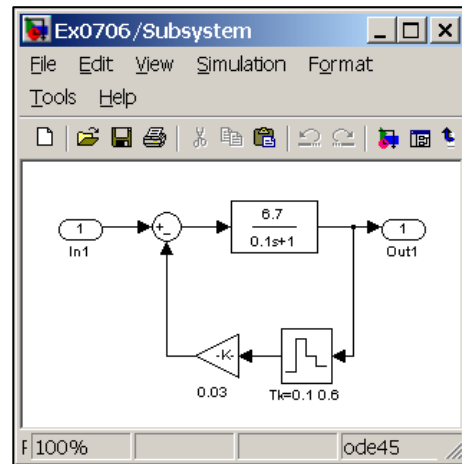 Ex0706/Subsystem
File Edit View Simulation Format
Tools Help
6.7
0.1s+1
1
In1
+
-
1
Out1
-K-
0.03
Tk=0.1 0.6
F 100%
ode45